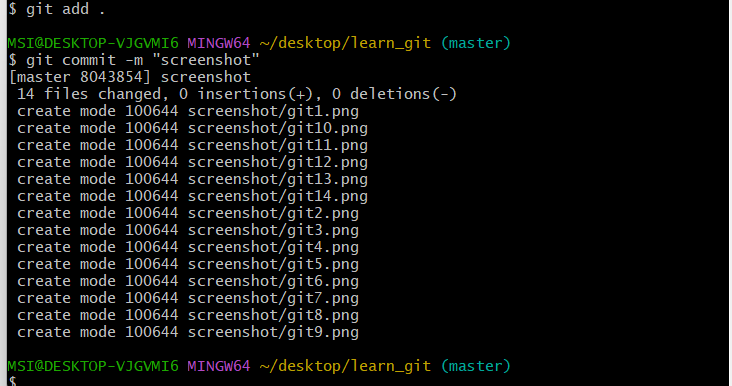 $ git add .
MSI@DESKTOP-VJGVMI6 MINGW64 ~/desktop/learn_git (master)
$ git commit -m "screenshot"
[master 8043854] screenshot
 14 files changed, 0 insertions(+), 0 deletions(-)
 create mode 100644 screenshot/git1.png
 create mode 100644 screenshot/git10.png
 create mode 100644 screenshot/git11.png
 create mode 100644 screenshot/git12.png
 create mode 100644 screenshot/git13.png
 create mode 100644 screenshot/git14.png
 create mode 100644 screenshot/git2.png
 create mode 100644 screenshot/git3.png
 create mode 100644 screenshot/git4.png
 create mode 100644 screenshot/git5.png
 create mode 100644 screenshot/git6.png
 create mode 100644 screenshot/git7.png
 create mode 100644 screenshot/git8.png
 create mode 100644 screenshot/git9.png
MSI@DESKTOP-VJGVMI6 MINGW64 ~/desktop/learn_git (master)
$